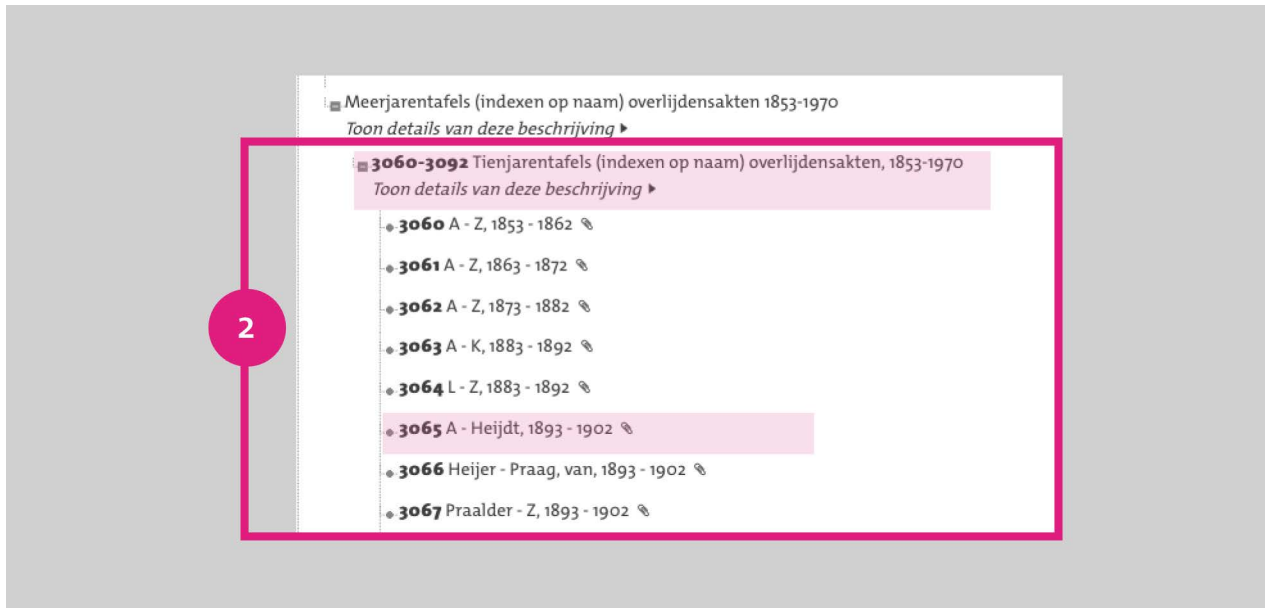 Meerjarentafels (indexen op naam) overlijdensakten 1853-1970
Toon details van deze beschrijving
3060-3092 Tienjarentafels (indexen op naam) overlijdensakten, 1853-1970
Toon details van deze beschrijving
3060 A - Z, 1853 - 1862
3061 A - Z, 1863 - 1872
2
3062 A - Z, 1873 - 1882
3063 A - K, 1883 - 1892
3064 L - Z, 1883 - 1892
3065 A - Heijdt, 1893 - 1902
3066 Heijer - Praag, van, 1893 - 1902
3067 Praalder - Z, 1893 - 1902